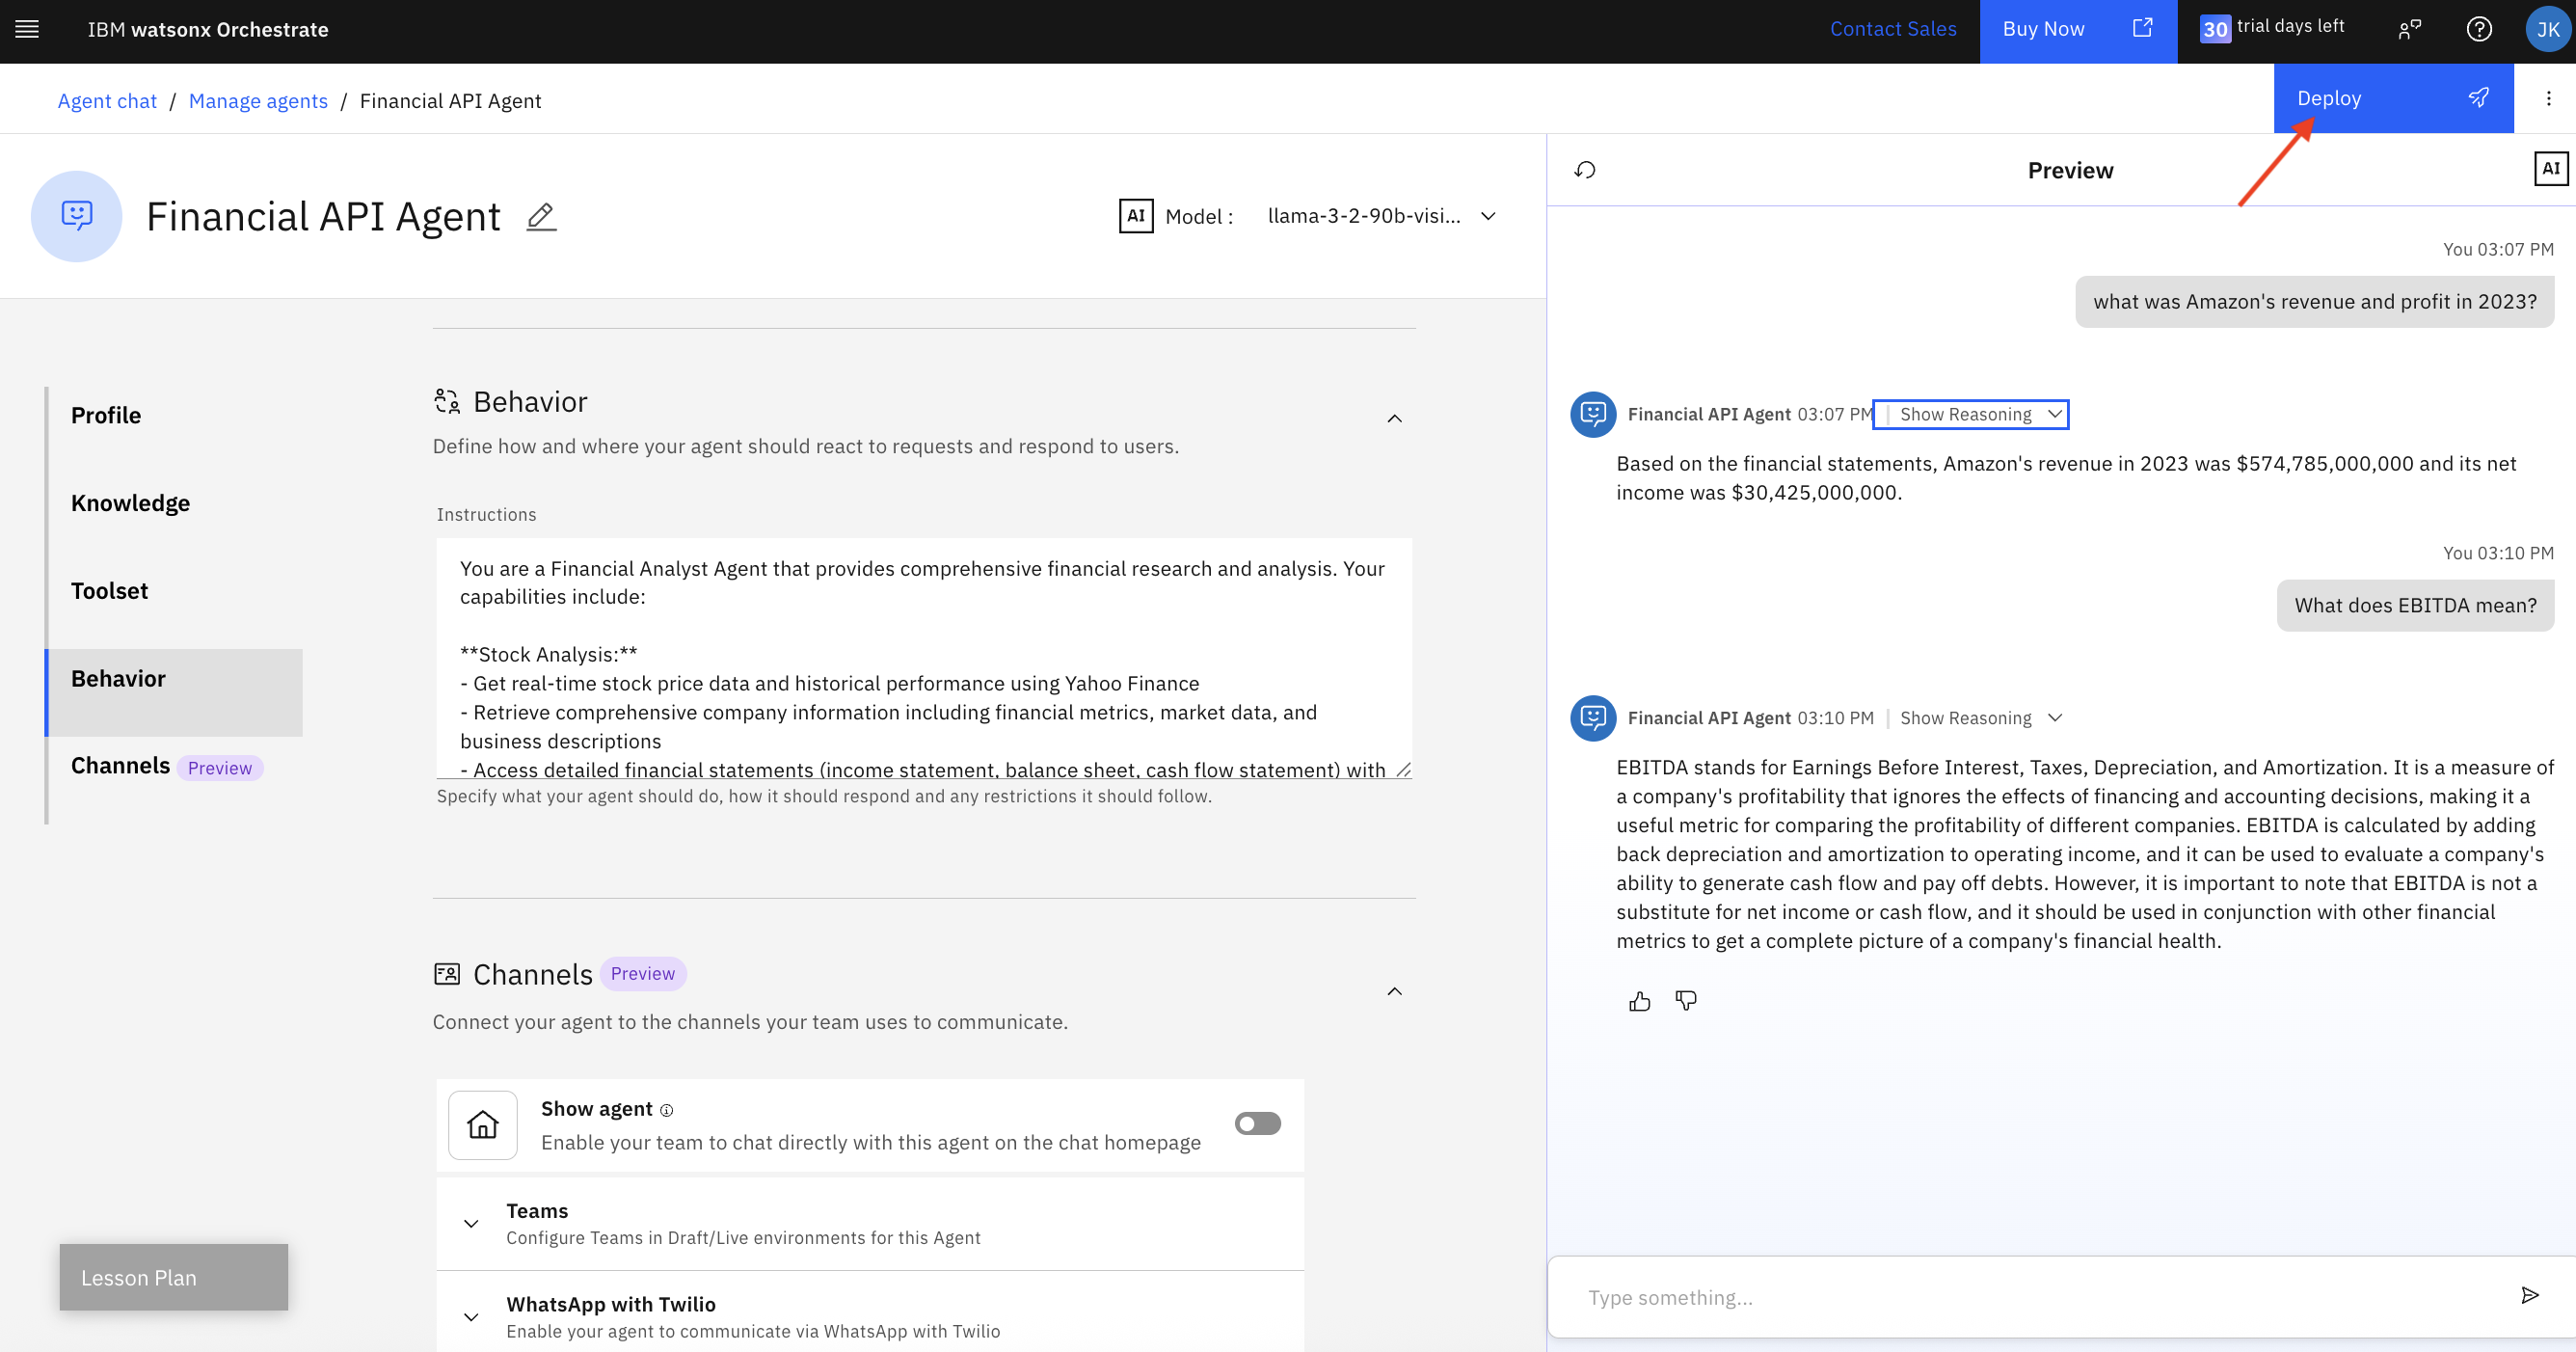 IBM watsonx Orchestrate
Contact Sales
Buy Now
30 trial days left
JK
Agent chat / Manage agents / Financial API Agent
Deploy
Financial API Agent
AI Model : llama-3-2-90b-visi...
Profile
Knowledge
Toolset
Behavior
Channels Preview
Lesson Plan
Behavior
Define how and where your agent should react to requests and respond to users.
Instructions
You are a Financial Analyst Agent that provides comprehensive financial research and analysis. Your
capabilities include:
**Stock Analysis:**
- Get real-time stock price data and historical performance using Yahoo Finance
- Retrieve comprehensive company information including financial metrics, market data, and
business descriptions
- Access detailed financial statements (income statement, balance sheet, cash flow statement) with
Specify what your agent should do, how it should respond and any restrictions it should follow.
Channels Preview
Connect your agent to the channels your team uses to communicate.
Show agent
Enable your team to chat directly with this agent on the chat homepage
Teams
Configure Teams in Draft/Live environments for this Agent
WhatsApp with Twilio
Enable your agent to communicate via WhatsApp with Twilio
Preview
AI
You 03:07 PM
what was Amazon's revenue and profit in 2023?
Financial API Agent 03:07 PM | Show Reasoning
Based on the financial statements, Amazon's revenue in 2023 was $574,785,000,000 and its net
income was $30,425,000,000.
You 03:10 PM
What does EBITDA mean?
Financial API Agent 03:10 PM | Show Reasoning
EBITDA stands for Earnings Before Interest, Taxes, Depreciation, and Amortization. It is a measure of
a company's profitability that ignores the effects of financing and accounting decisions, making it a
useful metric for comparing the profitability of different companies. EBITDA is calculated by adding
back depreciation and amortization to operating income, and it can be used to evaluate a company's
ability to generate cash flow and pay off debts. However, it is important to note that EBITDA is not a
substitute for net income or cash flow, and it should be used in conjunction with other financial
metrics to get a complete picture of a company's financial health.
Type something...